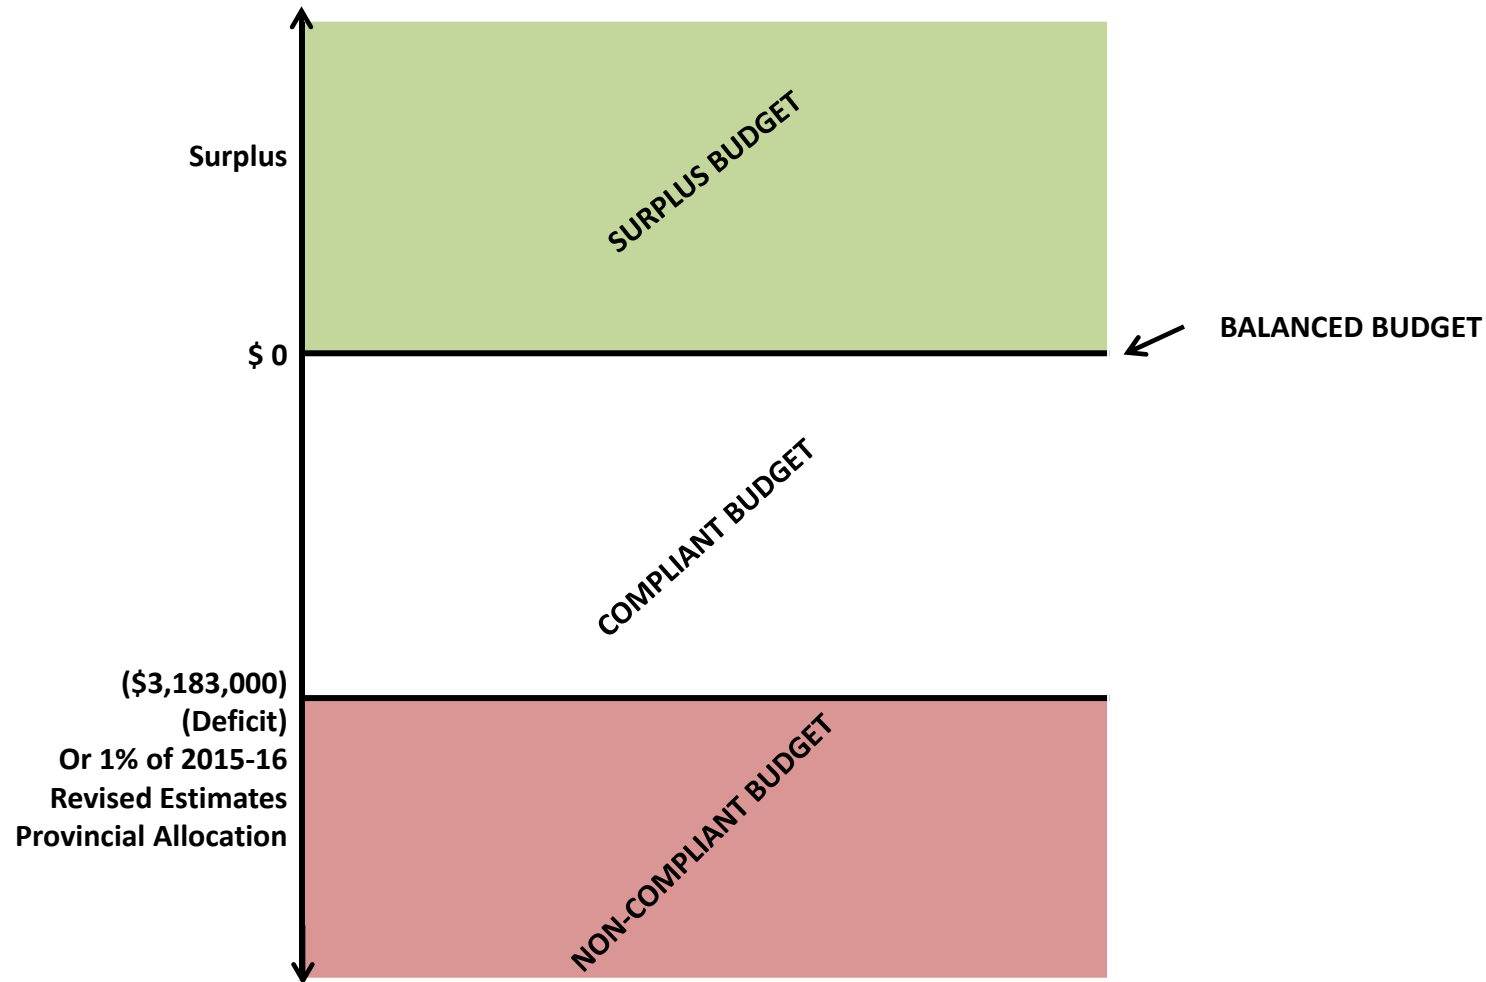 Surplus
SURPLUS BUDGET
$ 0
BALANCED BUDGET
COMPLIANT BUDGET
($3,183,000)
(Deficit)
Or 1% of 2015-16
Revised Estimates
Provincial Allocation
NON-COMPLIANT BUDGET